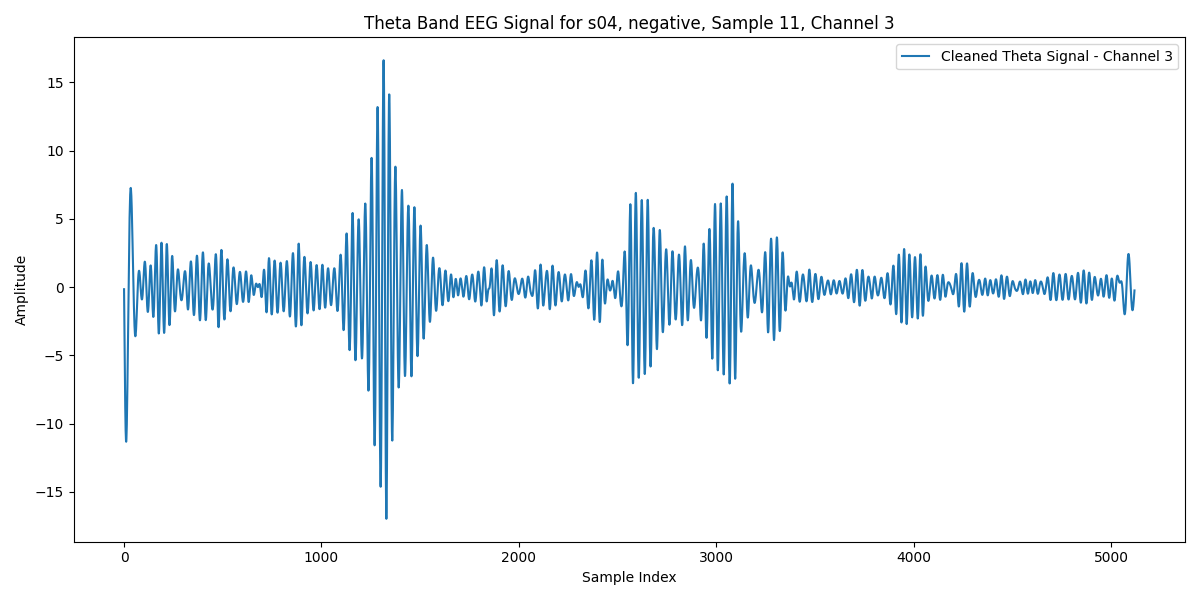 Theta Band EEG Signal for s04, negative, Sample 11, Channel 3
Cleaned Theta Signal - Channel 3
Amplitude
15
10
5
0
−5
−10
−15
0 1000 2000 3000 4000 5000
Sample Index